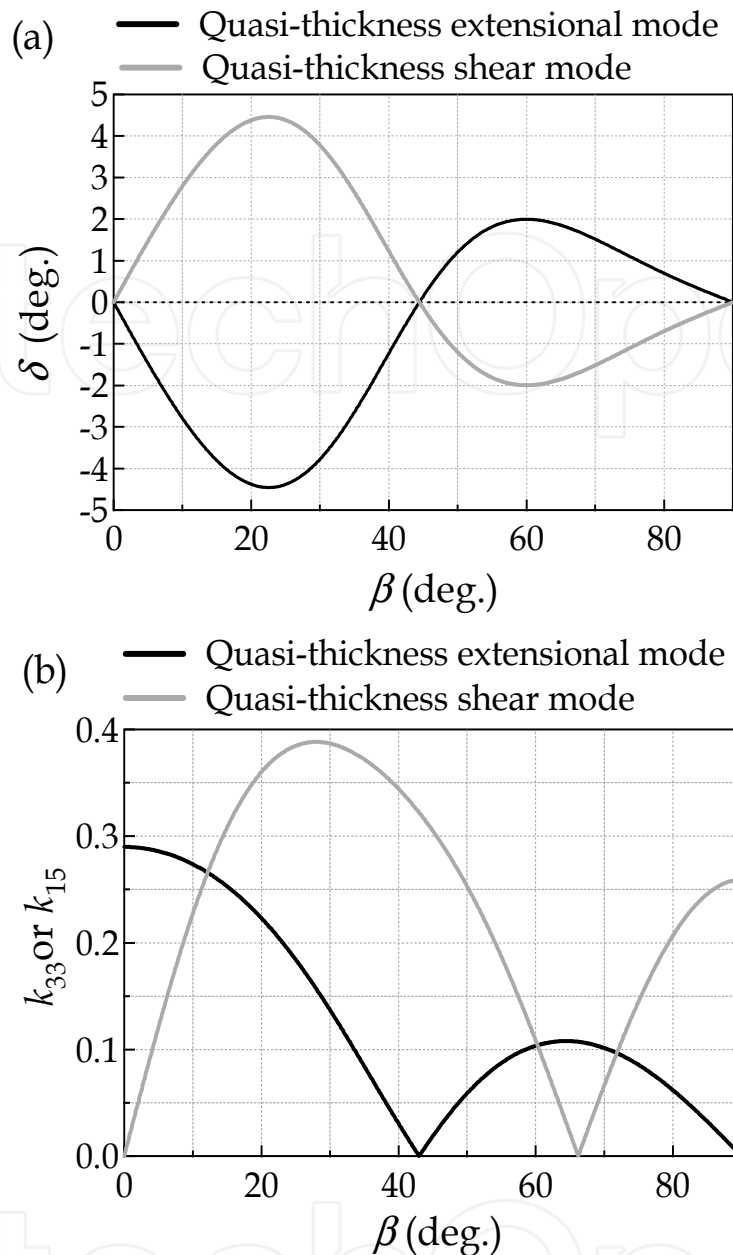 (a)
Quasi-thickness extensional mode
Quasi-thickness shear mode
5
4
3
2
1
0
-1
-2
-3
-4
-5
δ (deg.)
0 20 40 60 80
β (deg.)
(b)
Quasi-thickness extensional mode
Quasi-thickness shear mode
0.4
0.3
0.2
0.1
0.0
k33 or k15
0 20 40 60 80
β (deg.)